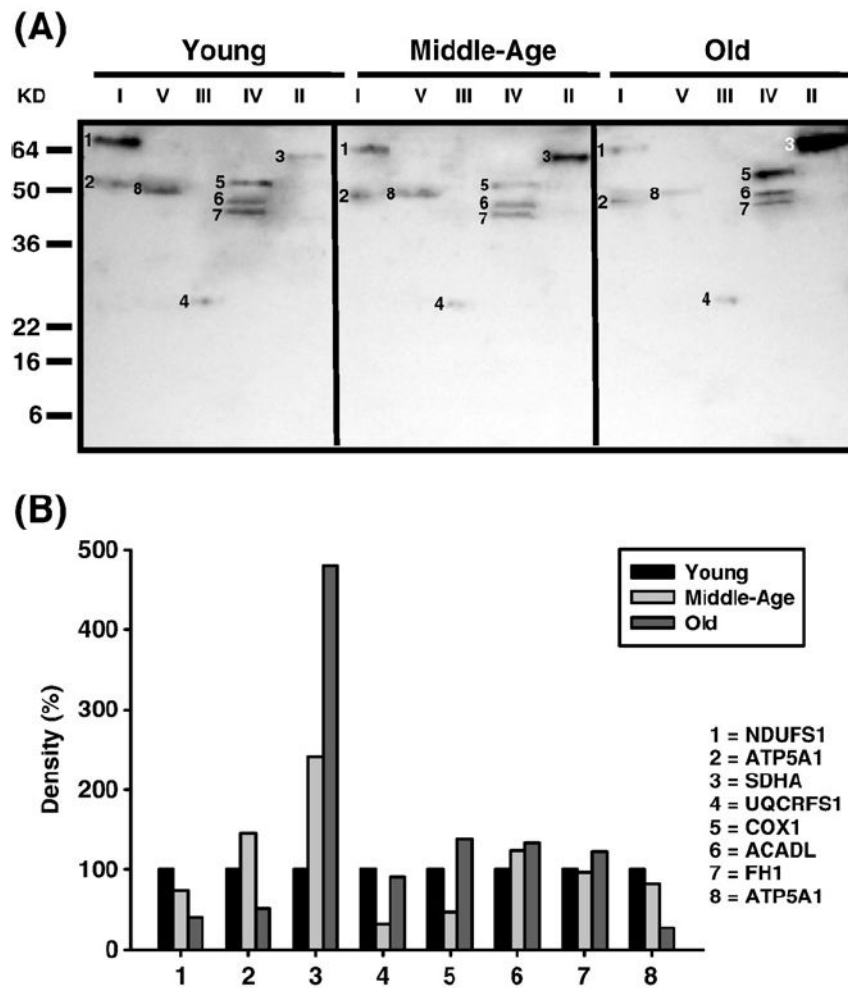 (A)
Young Middle-Age Old
KD I V III IV II I V III IV II I V III IV II
64
50
36
22
16
6
1 3 1 3 1 3
2 8 5 2 8 5 2 8 5
6 6 6
7 7 7
4 4 4
(B)
Density (%)
500
400
300
200
100
0
1 2 3 4 5 6 7 8
Young
Middle-Age
Old
1 = NDUFS1
2 = ATP5A1
3 = SDHA
4 = UQCRFS1
5 = COX1
6 = ACADL
7 = FH1
8 = ATP5A1